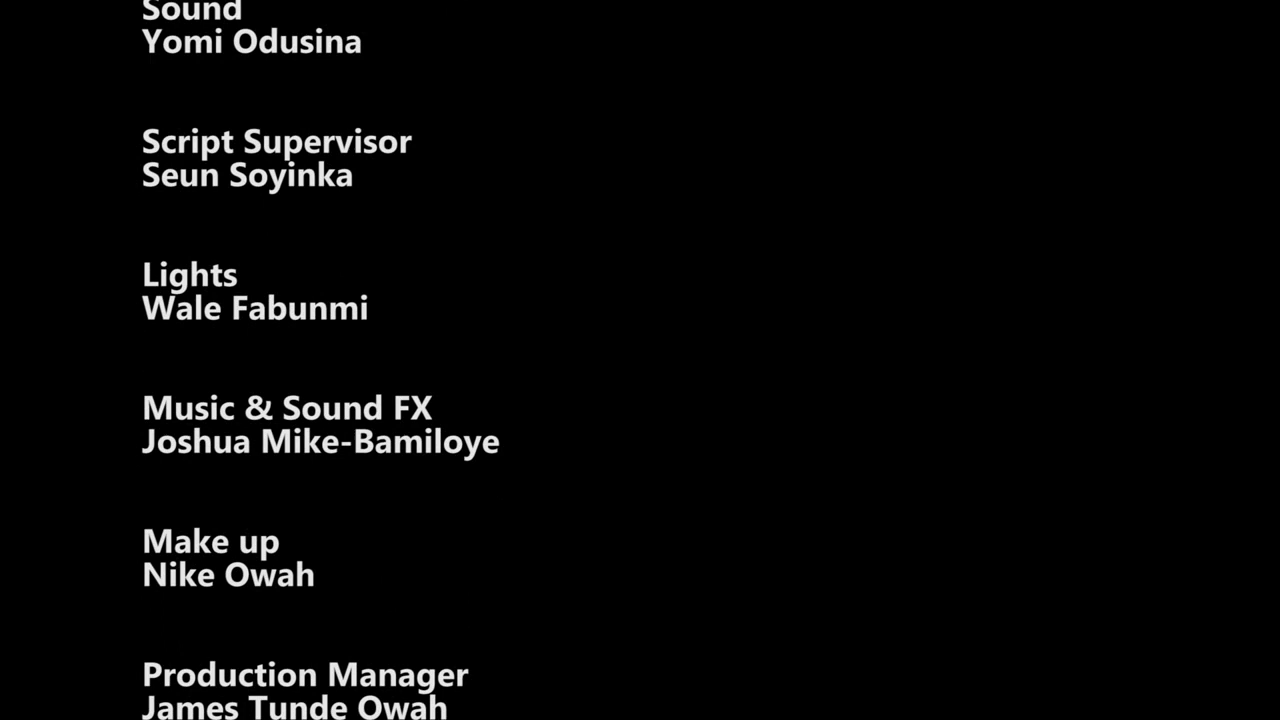 Sound
Yomi Odusina
Script Supervisor
Seun Soyinka
Lights
Wale Fabunmi
Music & Sound FX
Joshua Mike-Bamiloye
Make up
Nike Owah
Production Manager
James Tunde Owah